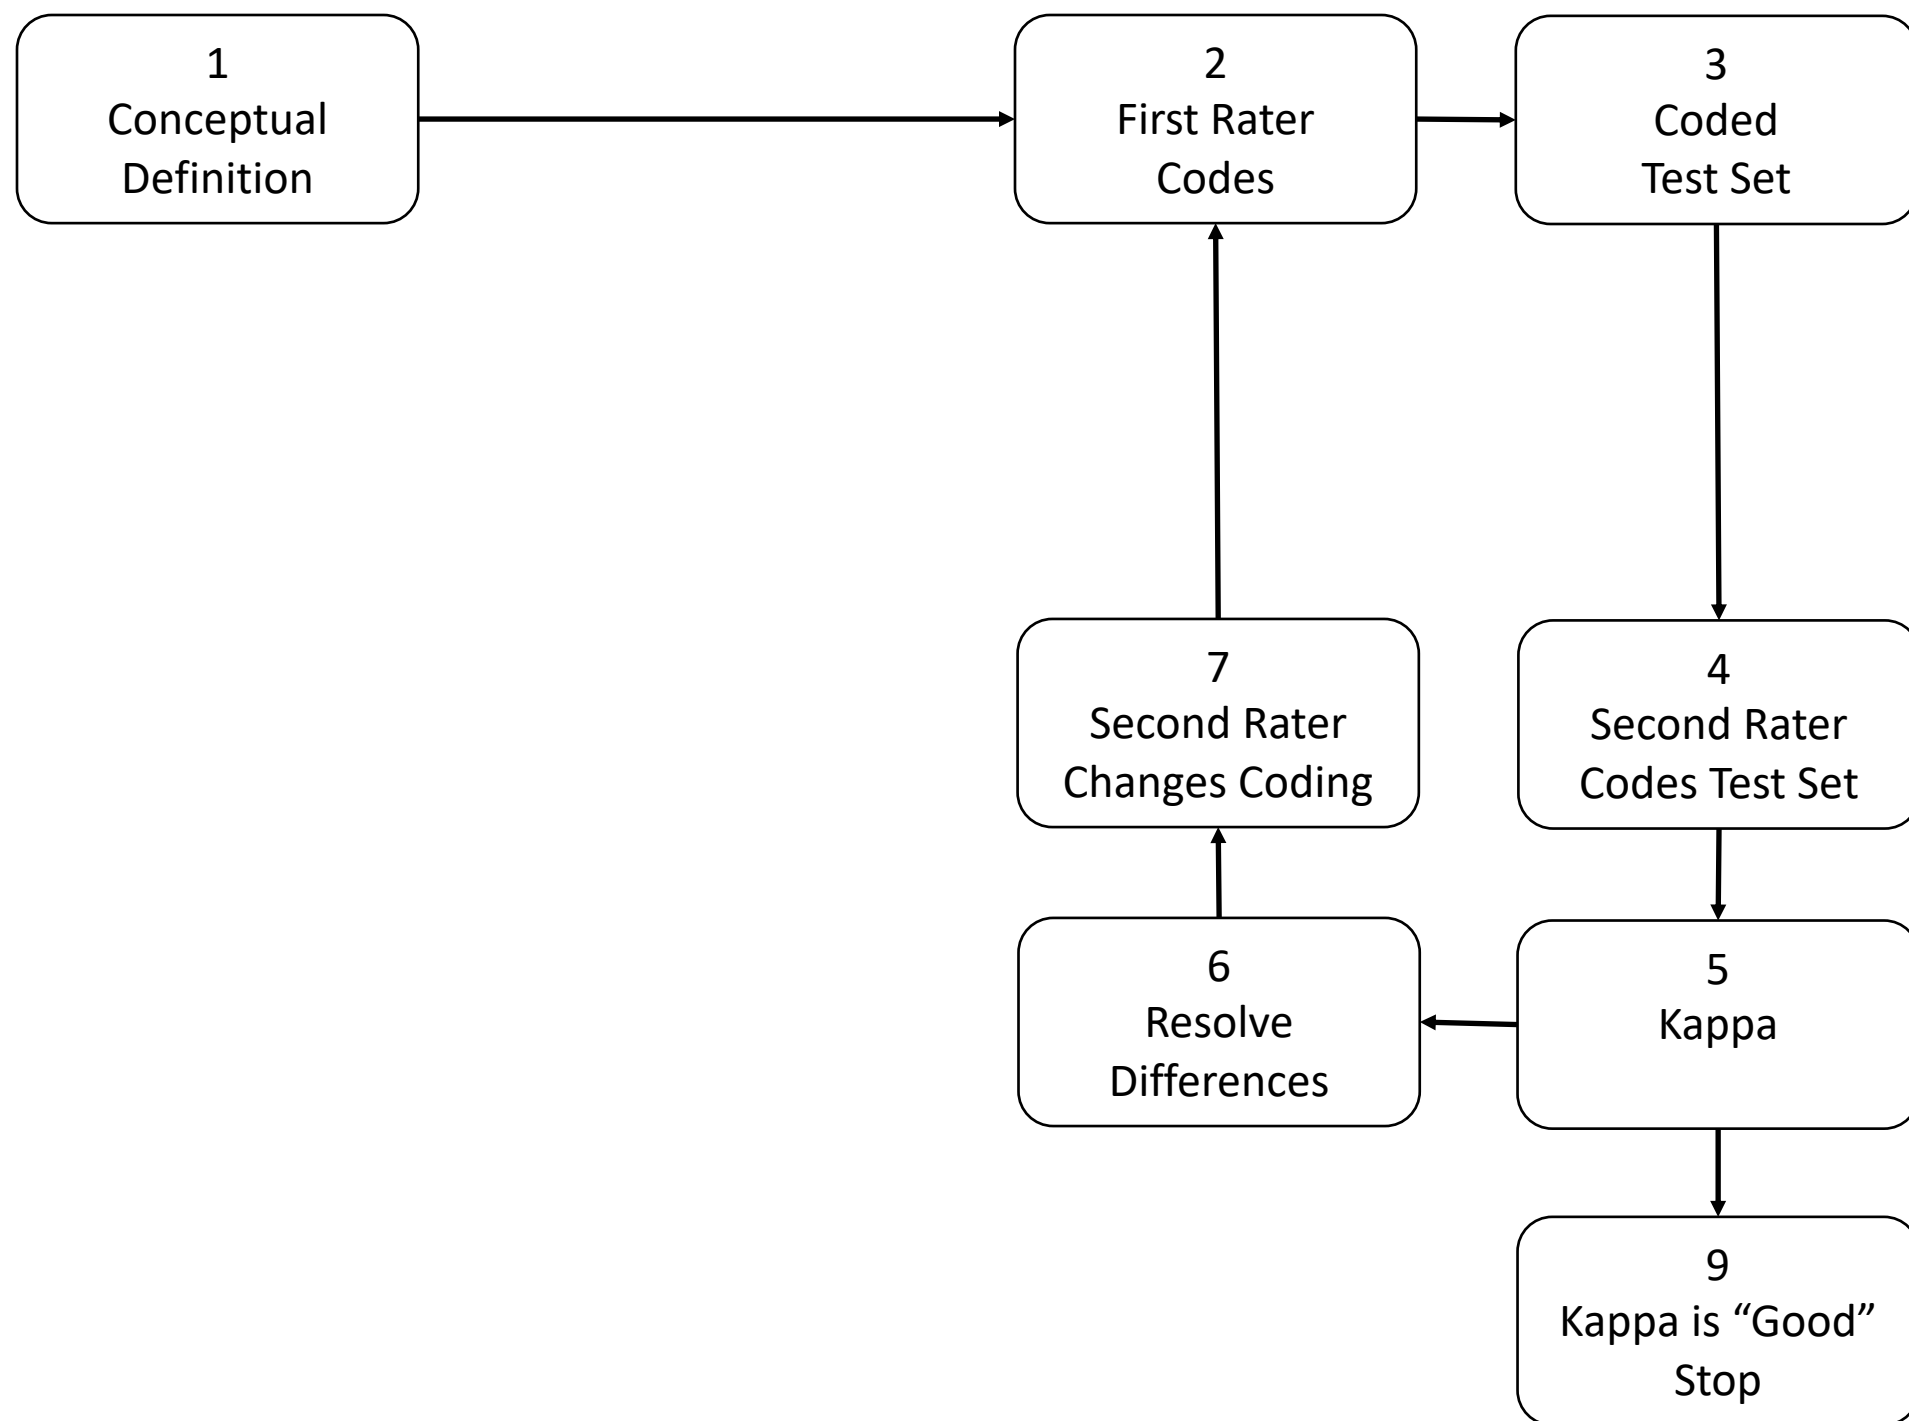 1
Conceptual
Definition
2
First Rater
Codes
3
Coded
Test Set
7
Second Rater
Changes Coding
4
Second Rater
Codes Test Set
6
Resolve
Differences
5
Kappa
9
Kappa is “Good”
Stop